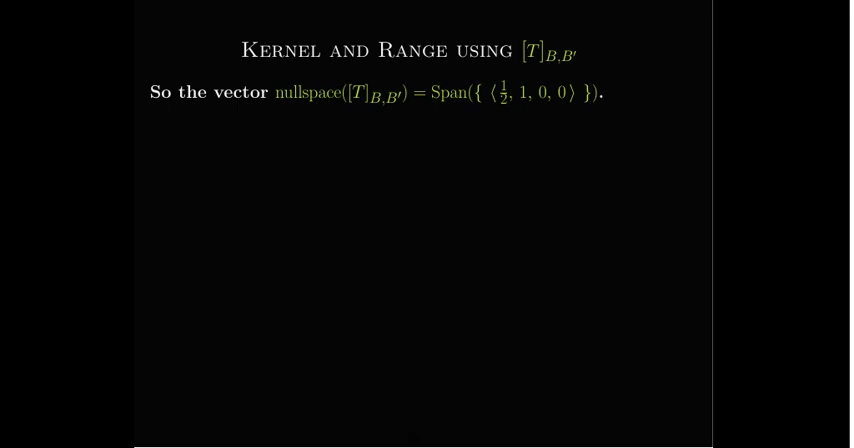 Kernel and Range using [T]_{B,B′}
So the vector nullspace([T]_{B,B′}) = Span({ ⟨1/2, 1, 0, 0⟩ }).